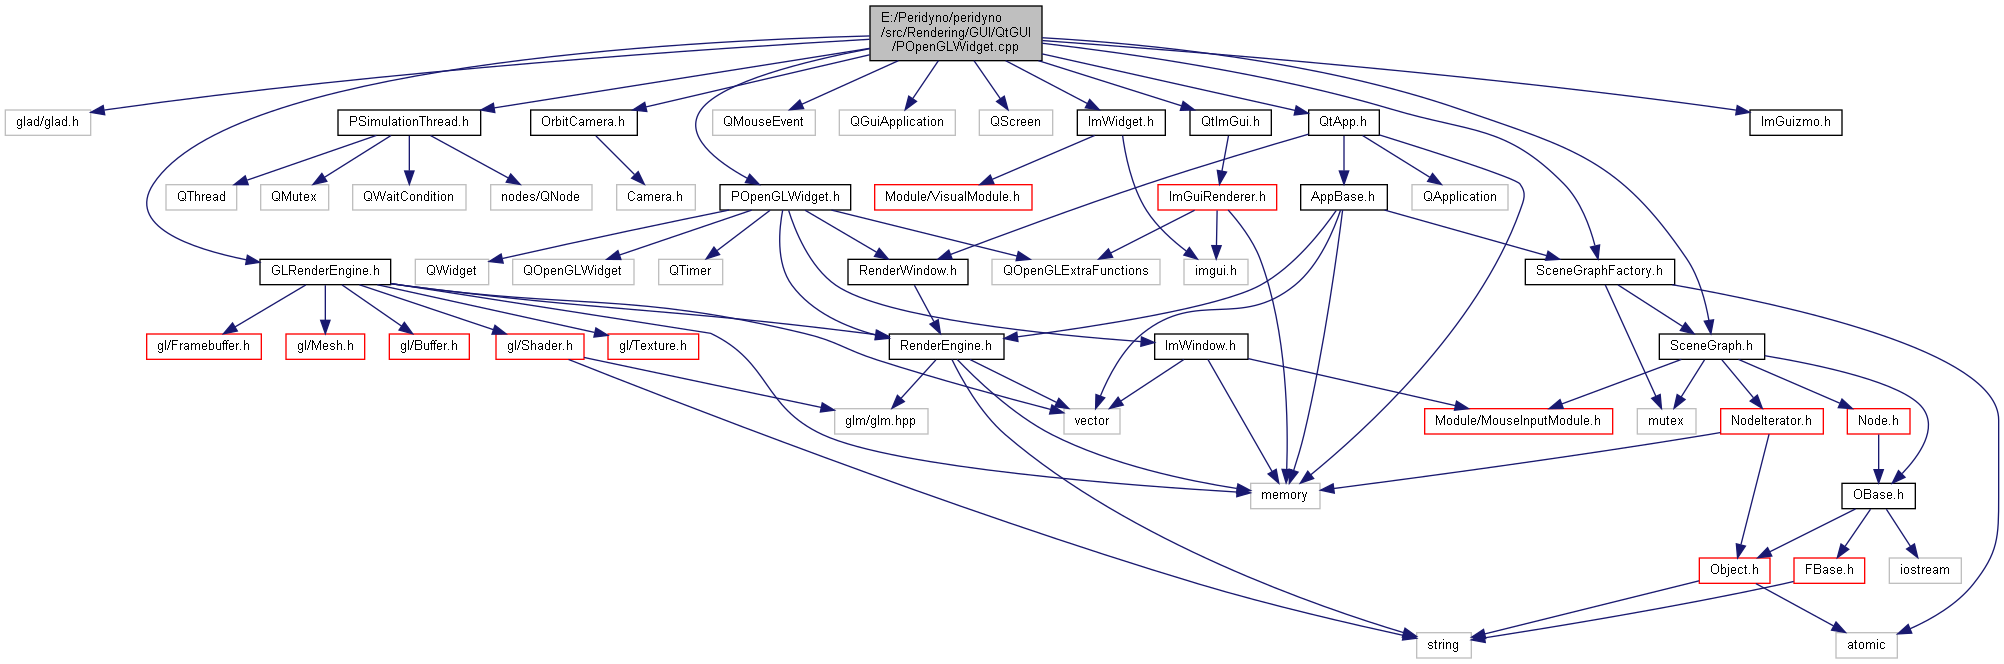 E:/Peridyno/peridyno
/src/Rendering/GUI/QtGUI
/POpenGLWidget.cpp
glad/glad.h
PSimulationThread.h
OrbitCamera.h
QMouseEvent
QGuiApplication
QScreen
ImWidget.h
QtImGui.h
QtApp.h
ImGuizmo.h
QThread
QMutex
QWaitCondition
nodes/QNode
Camera.h
POpenGLWidget.h
Module/VisualModule.h
ImGuiRenderer.h
AppBase.h
QApplication
GLRenderEngine.h
QWidget
QOpenGLWidget
QTimer
RenderWindow.h
QOpenGLExtraFunctions
imgui.h
SceneGraphFactory.h
gl/Framebuffer.h
gl/Mesh.h
gl/Buffer.h
gl/Shader.h
gl/Texture.h
RenderEngine.h
ImWindow.h
SceneGraph.h
glm/glm.hpp
vector
Module/MouseInputModule.h
mutex
NodeIterator.h
Node.h
memory
OBase.h
Object.h
FBase.h
iostream
string
atomic